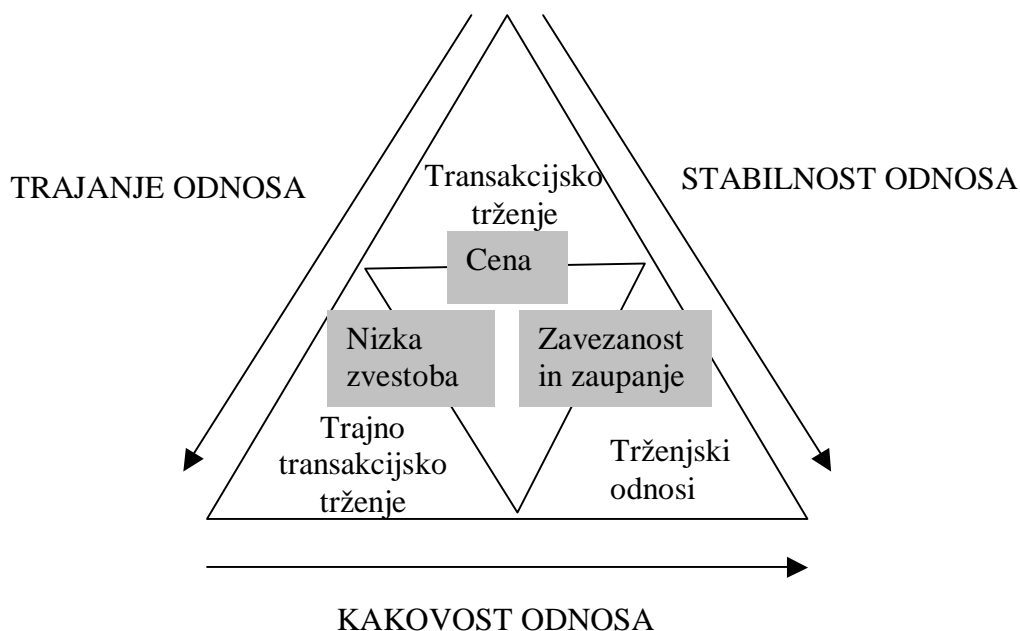 TRAJANJE ODNOSA
STABILNOST ODNOSA
Transakcijsko
trženje
Cena
Nizka
zvestoba
Zavezanost
in zaupanje
Trajno
transakcijsko
trženje
Trženjski
odnosi
KAKOVOST ODNOSA